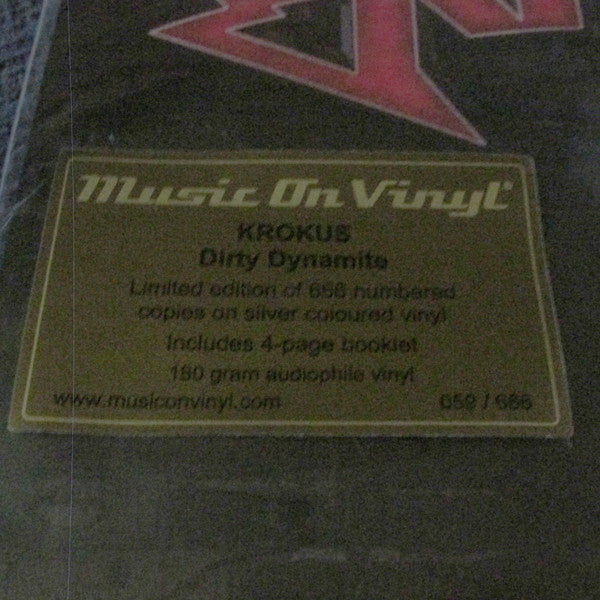 Music On Vinyl
KROKUS
Dirty Dynamite
Limited edition of 666 numbered
copies on silver coloured vinyl
Includes 4-page booklet
180 gram audiophile vinyl
www.musiconvinyl.com 059 / 666